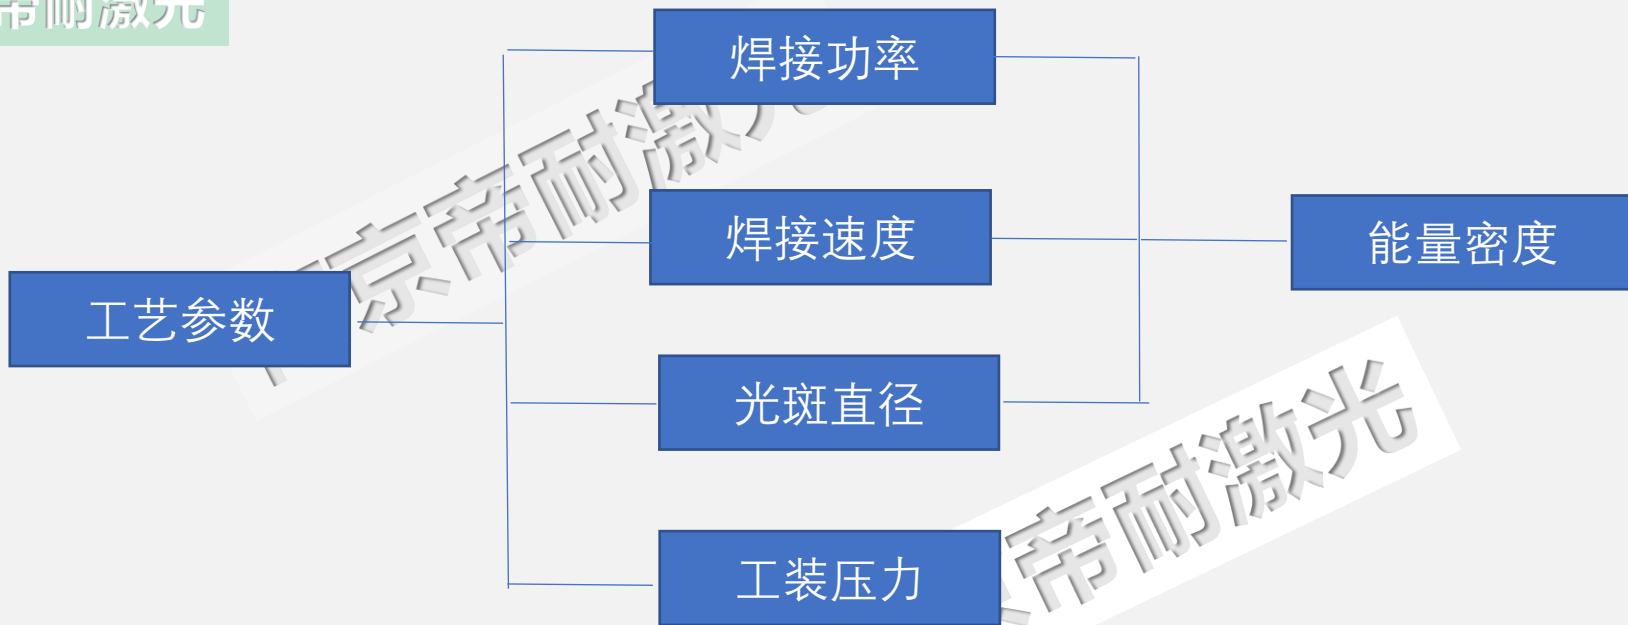 帝耐激光
焊接功率
京帝耐激光
焊接速度
能量密度
工艺参数
光斑直径
帝耐激光
工装压力